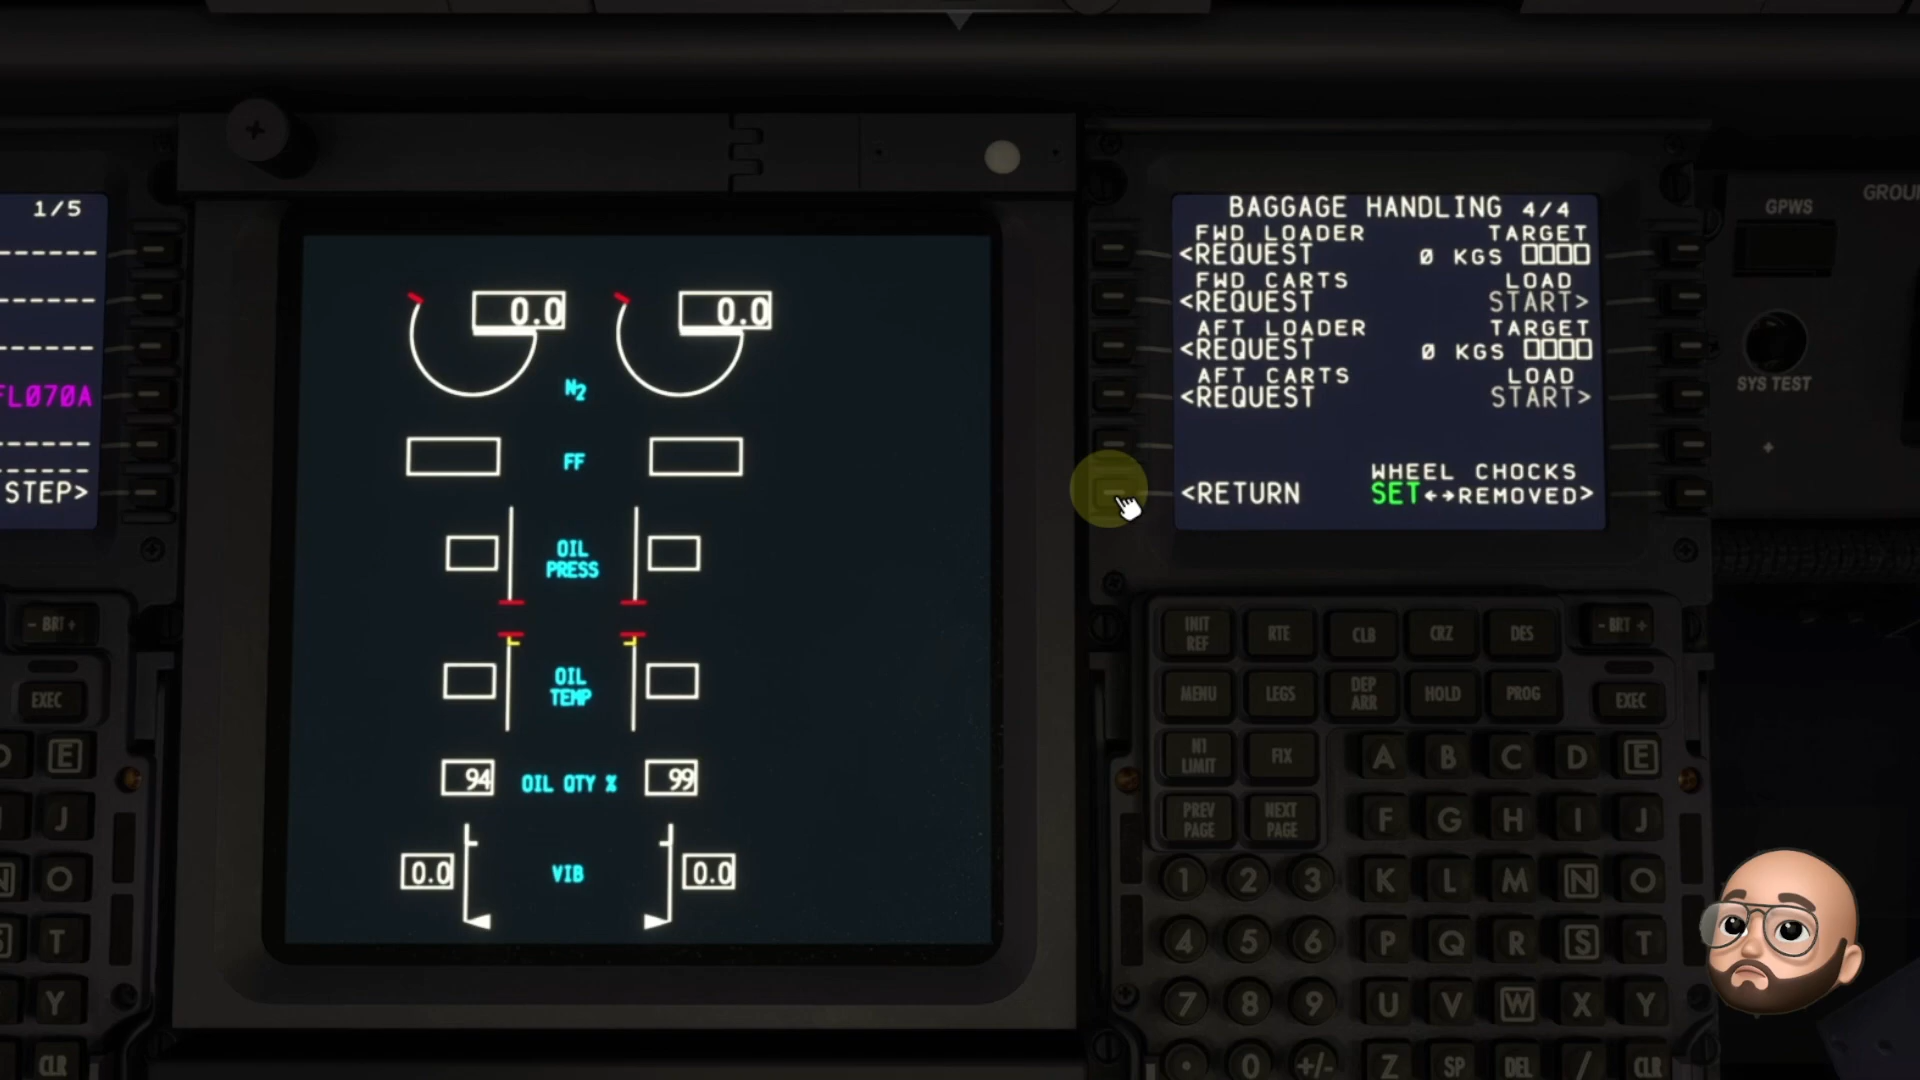 1/5
FL070A
STEP>
- BRT +
EXEC
E
J
O
T
Y
CLR
0.0 0.0
N2
FF
OIL
PRESS
OIL
TEMP
94 OIL QTY % 99
0.0 VIB 0.0
BAGGAGE HANDLING 4/4
FWD LOADER TARGET
<REQUEST 0 KGS
FWD CARTS LOAD
<REQUEST START>
AFT LOADER TARGET
<REQUEST 0 KGS
AFT CARTS LOAD
<REQUEST START>
WHEEL CHOCKS
<RETURN SET←→REMOVED>
GPWS
SYS TEST
INIT
REF
RTE
CLB
CRZ
DES
- BRT +
MENU
LEGS
DEP
ARR
HOLD
PROG
EXEC
N1
LIMIT
FIX
A B C D E
PREV
PAGE
NEXT
PAGE
F G H I J
1 2 3 K L M N O
4 5 6 P Q R S T
7 8 9 U V W X Y
. 0 +/- Z SP DEL / CLR